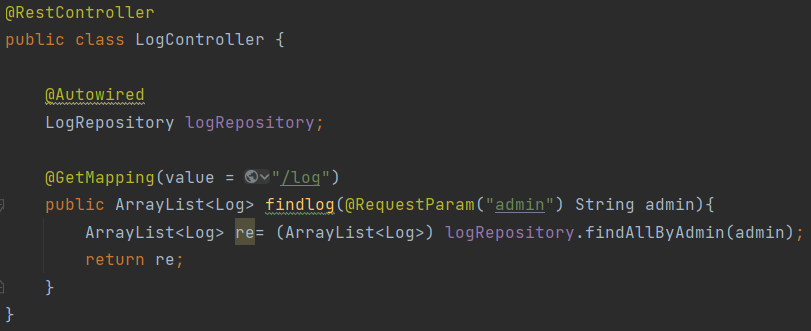 @RestController
public class LogController {
@Autowired
LogRepository logRepository;
@GetMapping(value = "/log")
public ArrayList<Log> findlog(@RequestParam("admin") String admin){
ArrayList<Log> re= (ArrayList<Log>) logRepository.findAllByAdmin(admin);
return re;
}
}